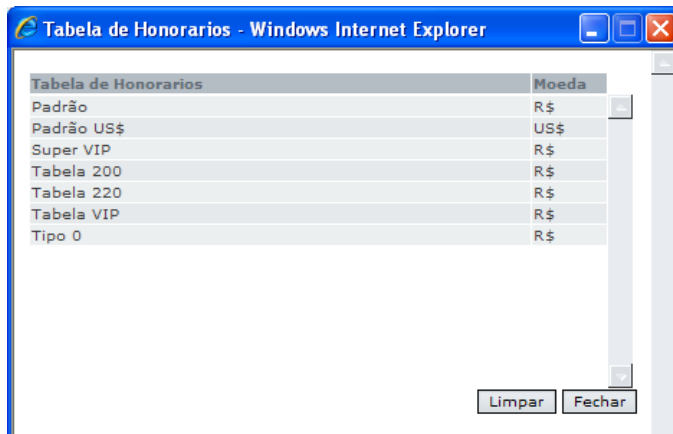 Tabela de Honorarios - Windows Internet Explorer
Tabela de Honorarios Moeda
Padrão R$
Padrão US$ US$
Super VIP R$
Tabela 200 R$
Tabela 220 R$
Tabela VIP R$
Tipo 0 R$
Limpar Fechar